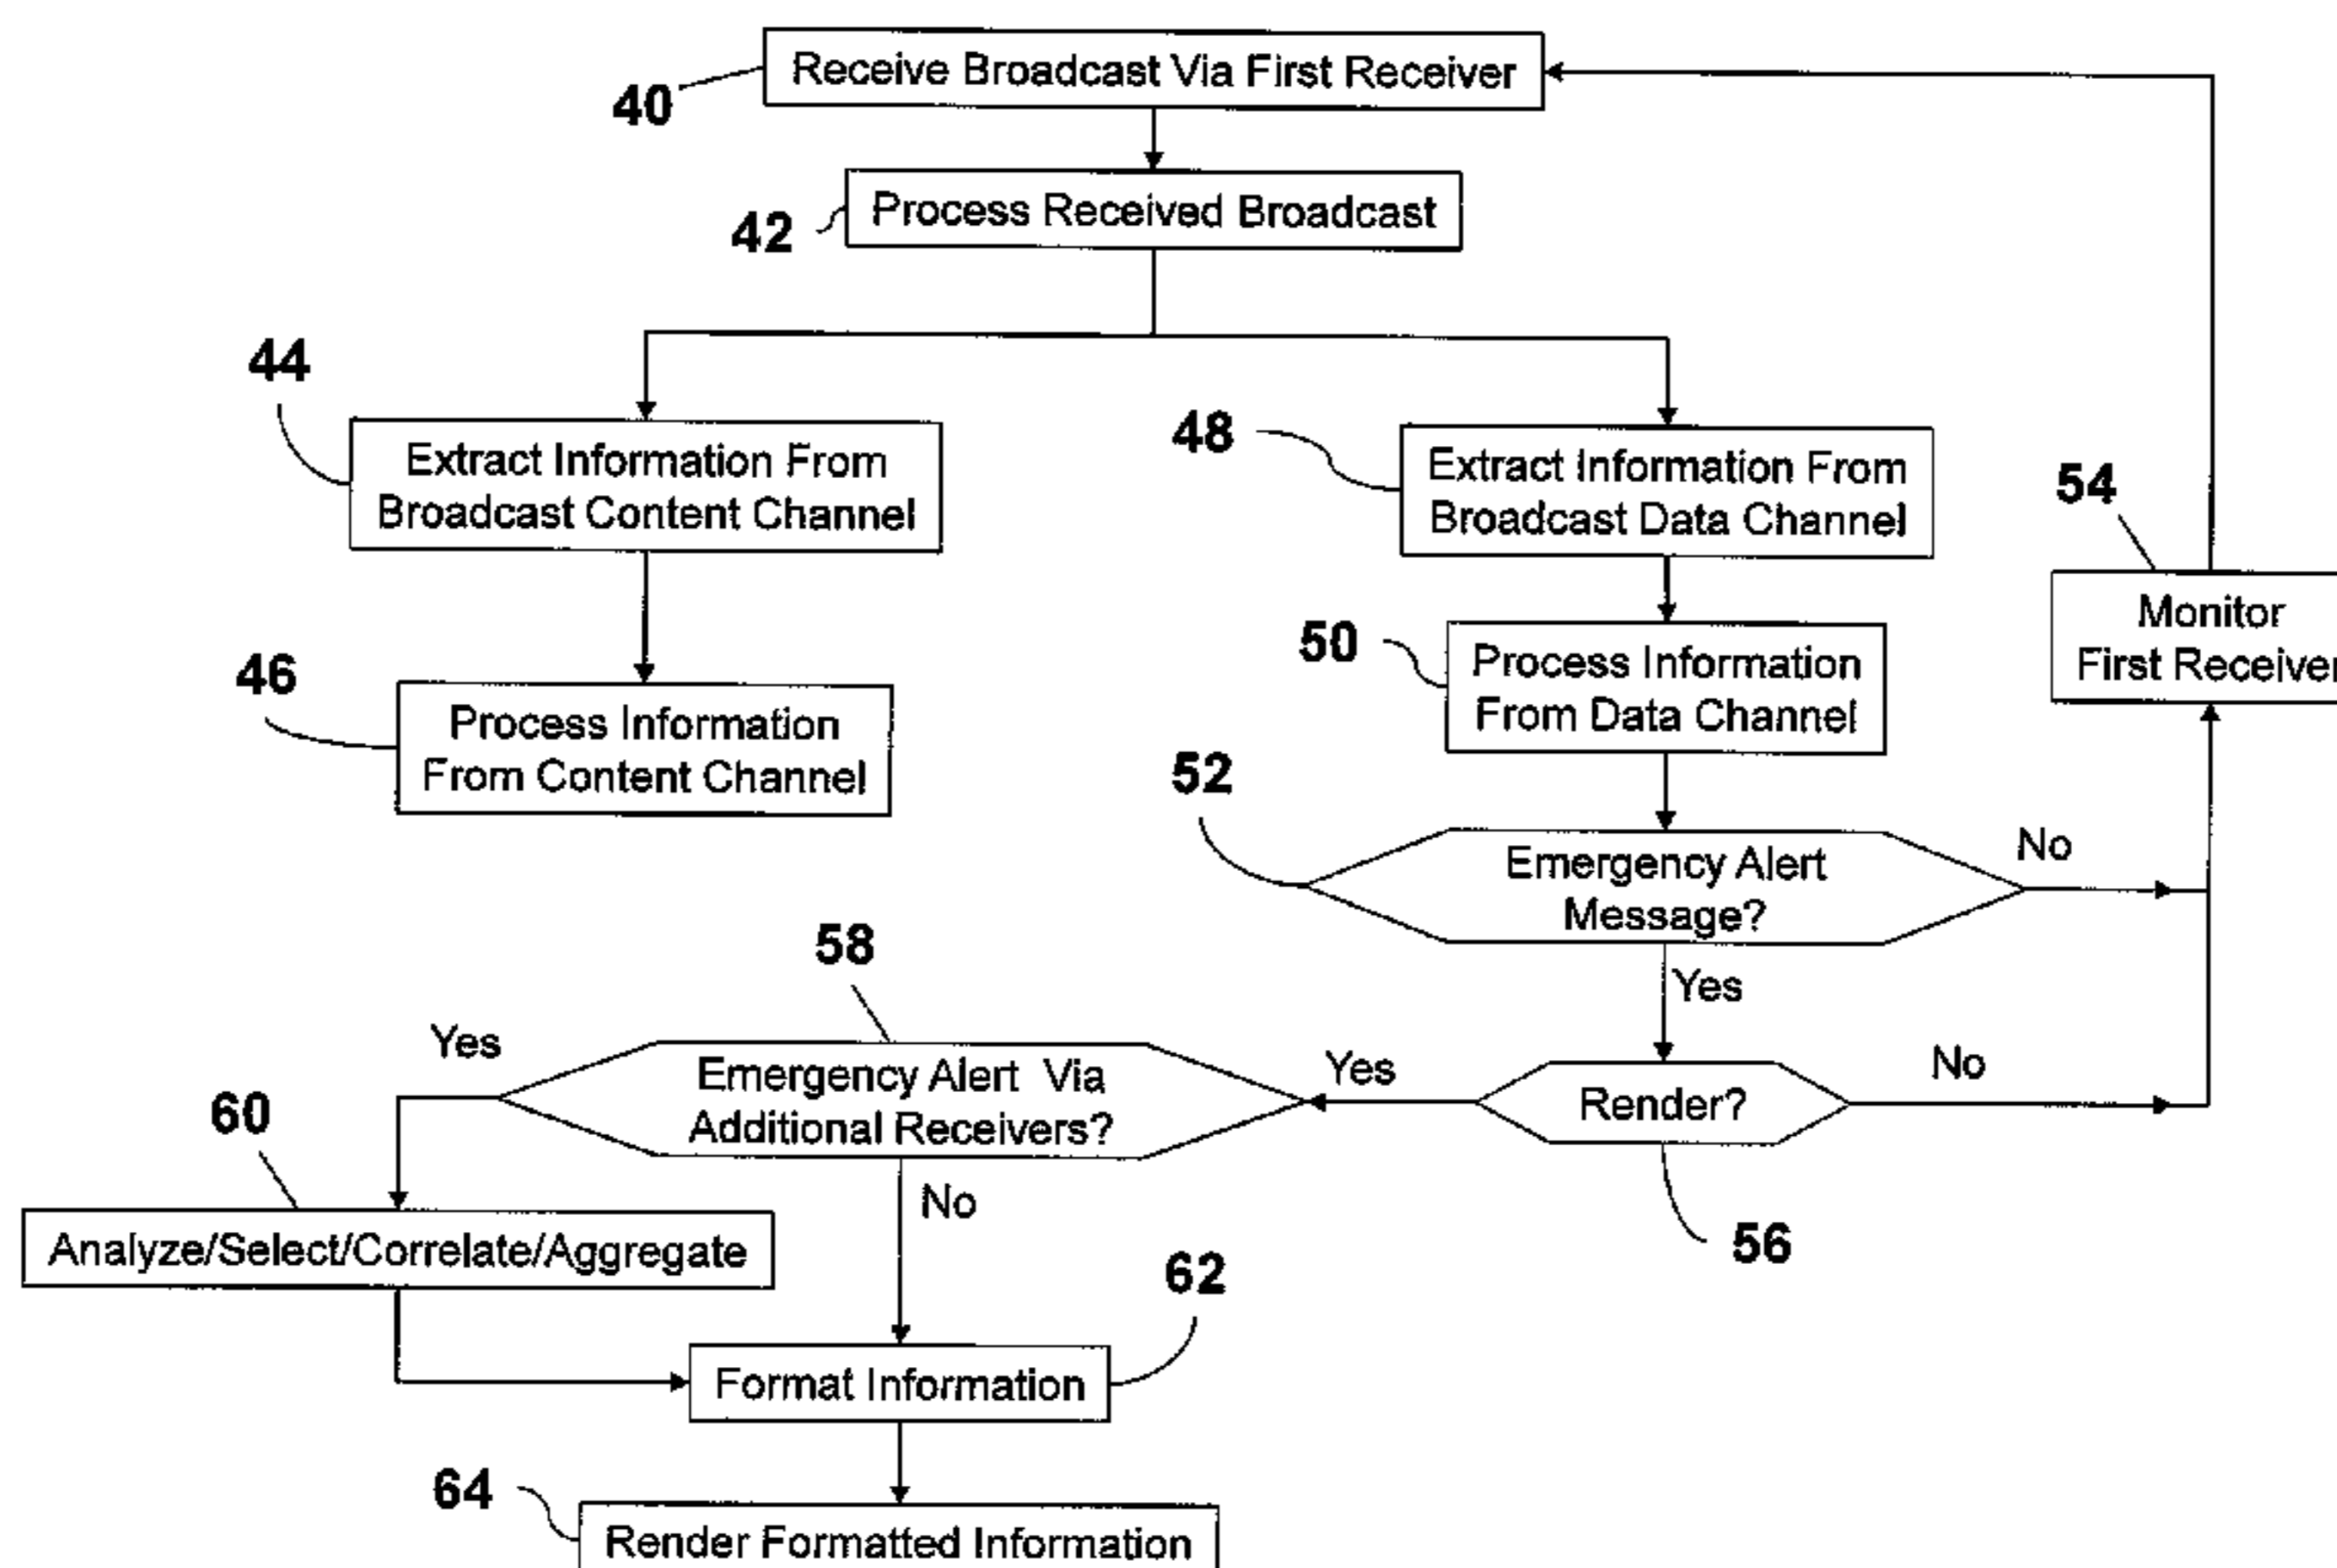 Receive Broadcast Via First Receiver
40
Process Received Broadcast
42
44
Extract Information From
Broadcast Content Channel
48
Extract Information From
Broadcast Data Channel
54
Monitor
First Receiver
46
Process Information
From Content Channel
50
Process Information
From Data Channel
52
Emergency Alert
Message?
No
Yes
58
Yes
Emergency Alert Via
Additional Receivers?
Yes
Render?
No
60
No
56
Analyze/Select/Correlate/Aggregate
62
Format Information
64
Render Formatted Information